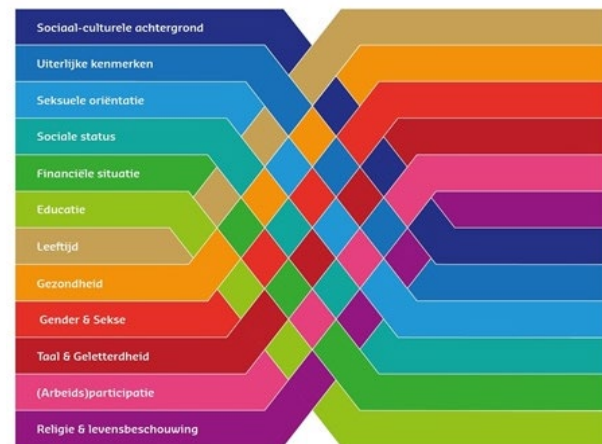 Sociaal-culturele achtergrond
Uiterlijke kenmerken
Seksuele oriëntatie
Sociale status
Financiële situatie
Educatie
Leeftijd
Gezondheid
Gender & Sekse
Taal & Geletterdheid
(Arbeids)participatie
Religie & levensbeschouwing